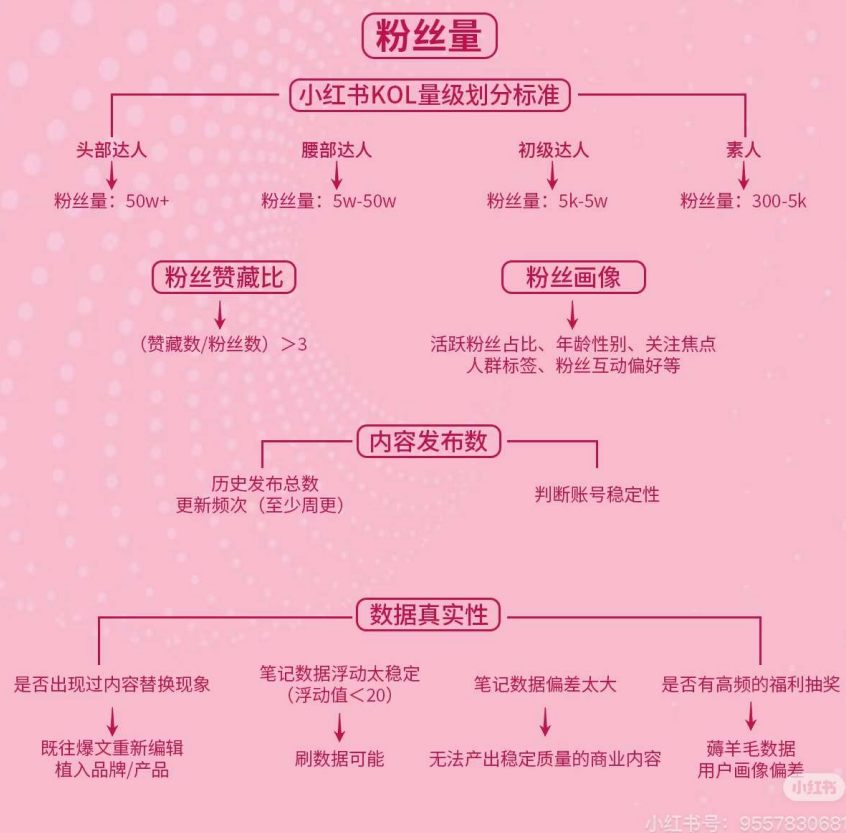 粉丝量
小红书KOL量级划分标准
头部达人
腰部达人
初级达人
素人
粉丝量：50w+
粉丝量：5w-50w
粉丝量：5k-5w
粉丝量：300-5k
粉丝赞藏比
粉丝画像
（赞藏数/粉丝数）＞3
活跃粉丝占比、年龄性别、关注焦点
人群标签、粉丝互动偏好等
内容发布数
历史发布总数
更新频次（至少周更）
判断账号稳定性
数据真实性
是否出现过内容替换现象
笔记数据浮动太稳定
（浮动值＜20）
笔记数据偏差太大
是否有高频的福利抽奖
既往爆文重新编辑
植入品牌/产品
刷数据可能
无法产出稳定质量的商业内容
薅羊毛数据
用户画像偏差
小红书
小红书号：9557830681